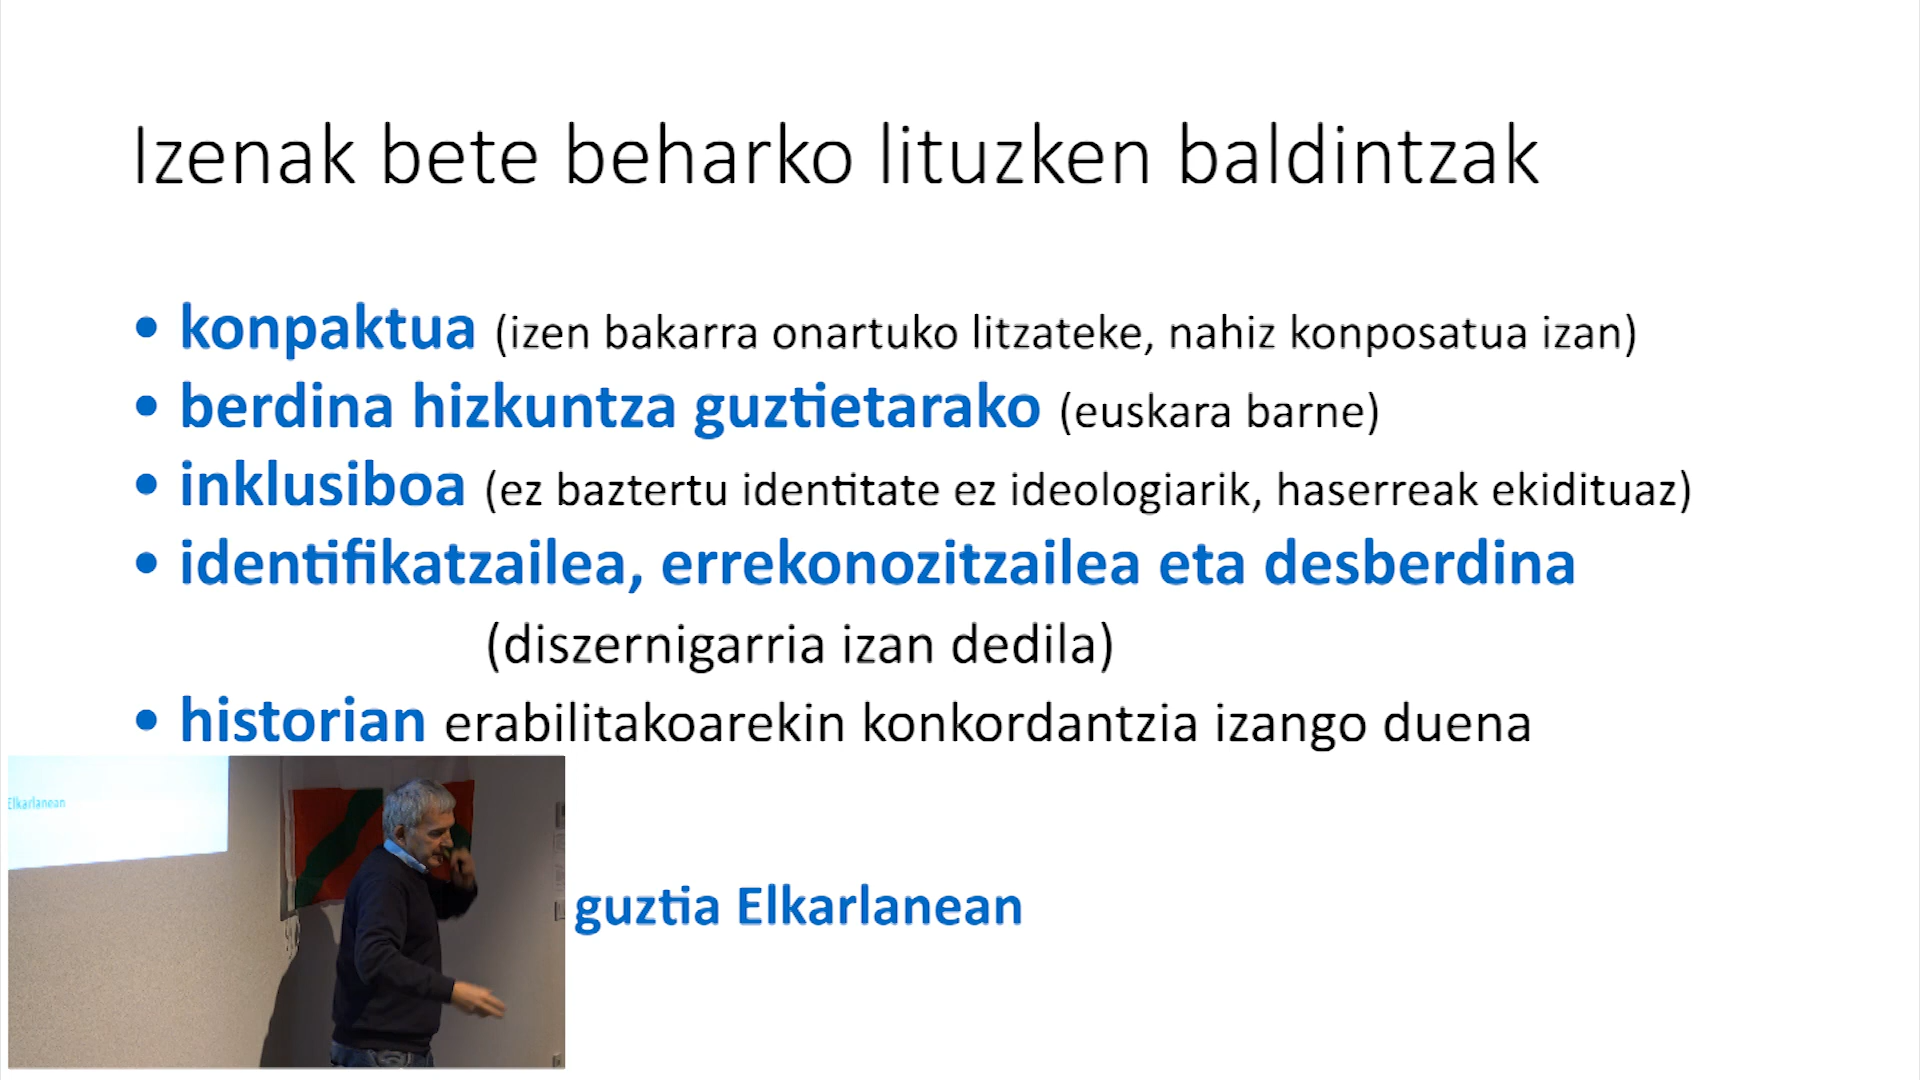 Izenak bete beharko lituzken baldintzak
• konpaktua (izen bakarra onartuko litzateke, nahiz konposatua izan)
• berdina hizkuntza guztietarako (euskara barne)
• inklusiboa (ez baztertu identitate ez ideologiarik, haserreak ekidituaz)
• identifikatzailea, errekonozitzailea eta desberdina
(diszernigarria izan dedila)
• historian erabilitakoarekin konkordantzia izango duena
Elkarlanean
guztia Elkarlanean